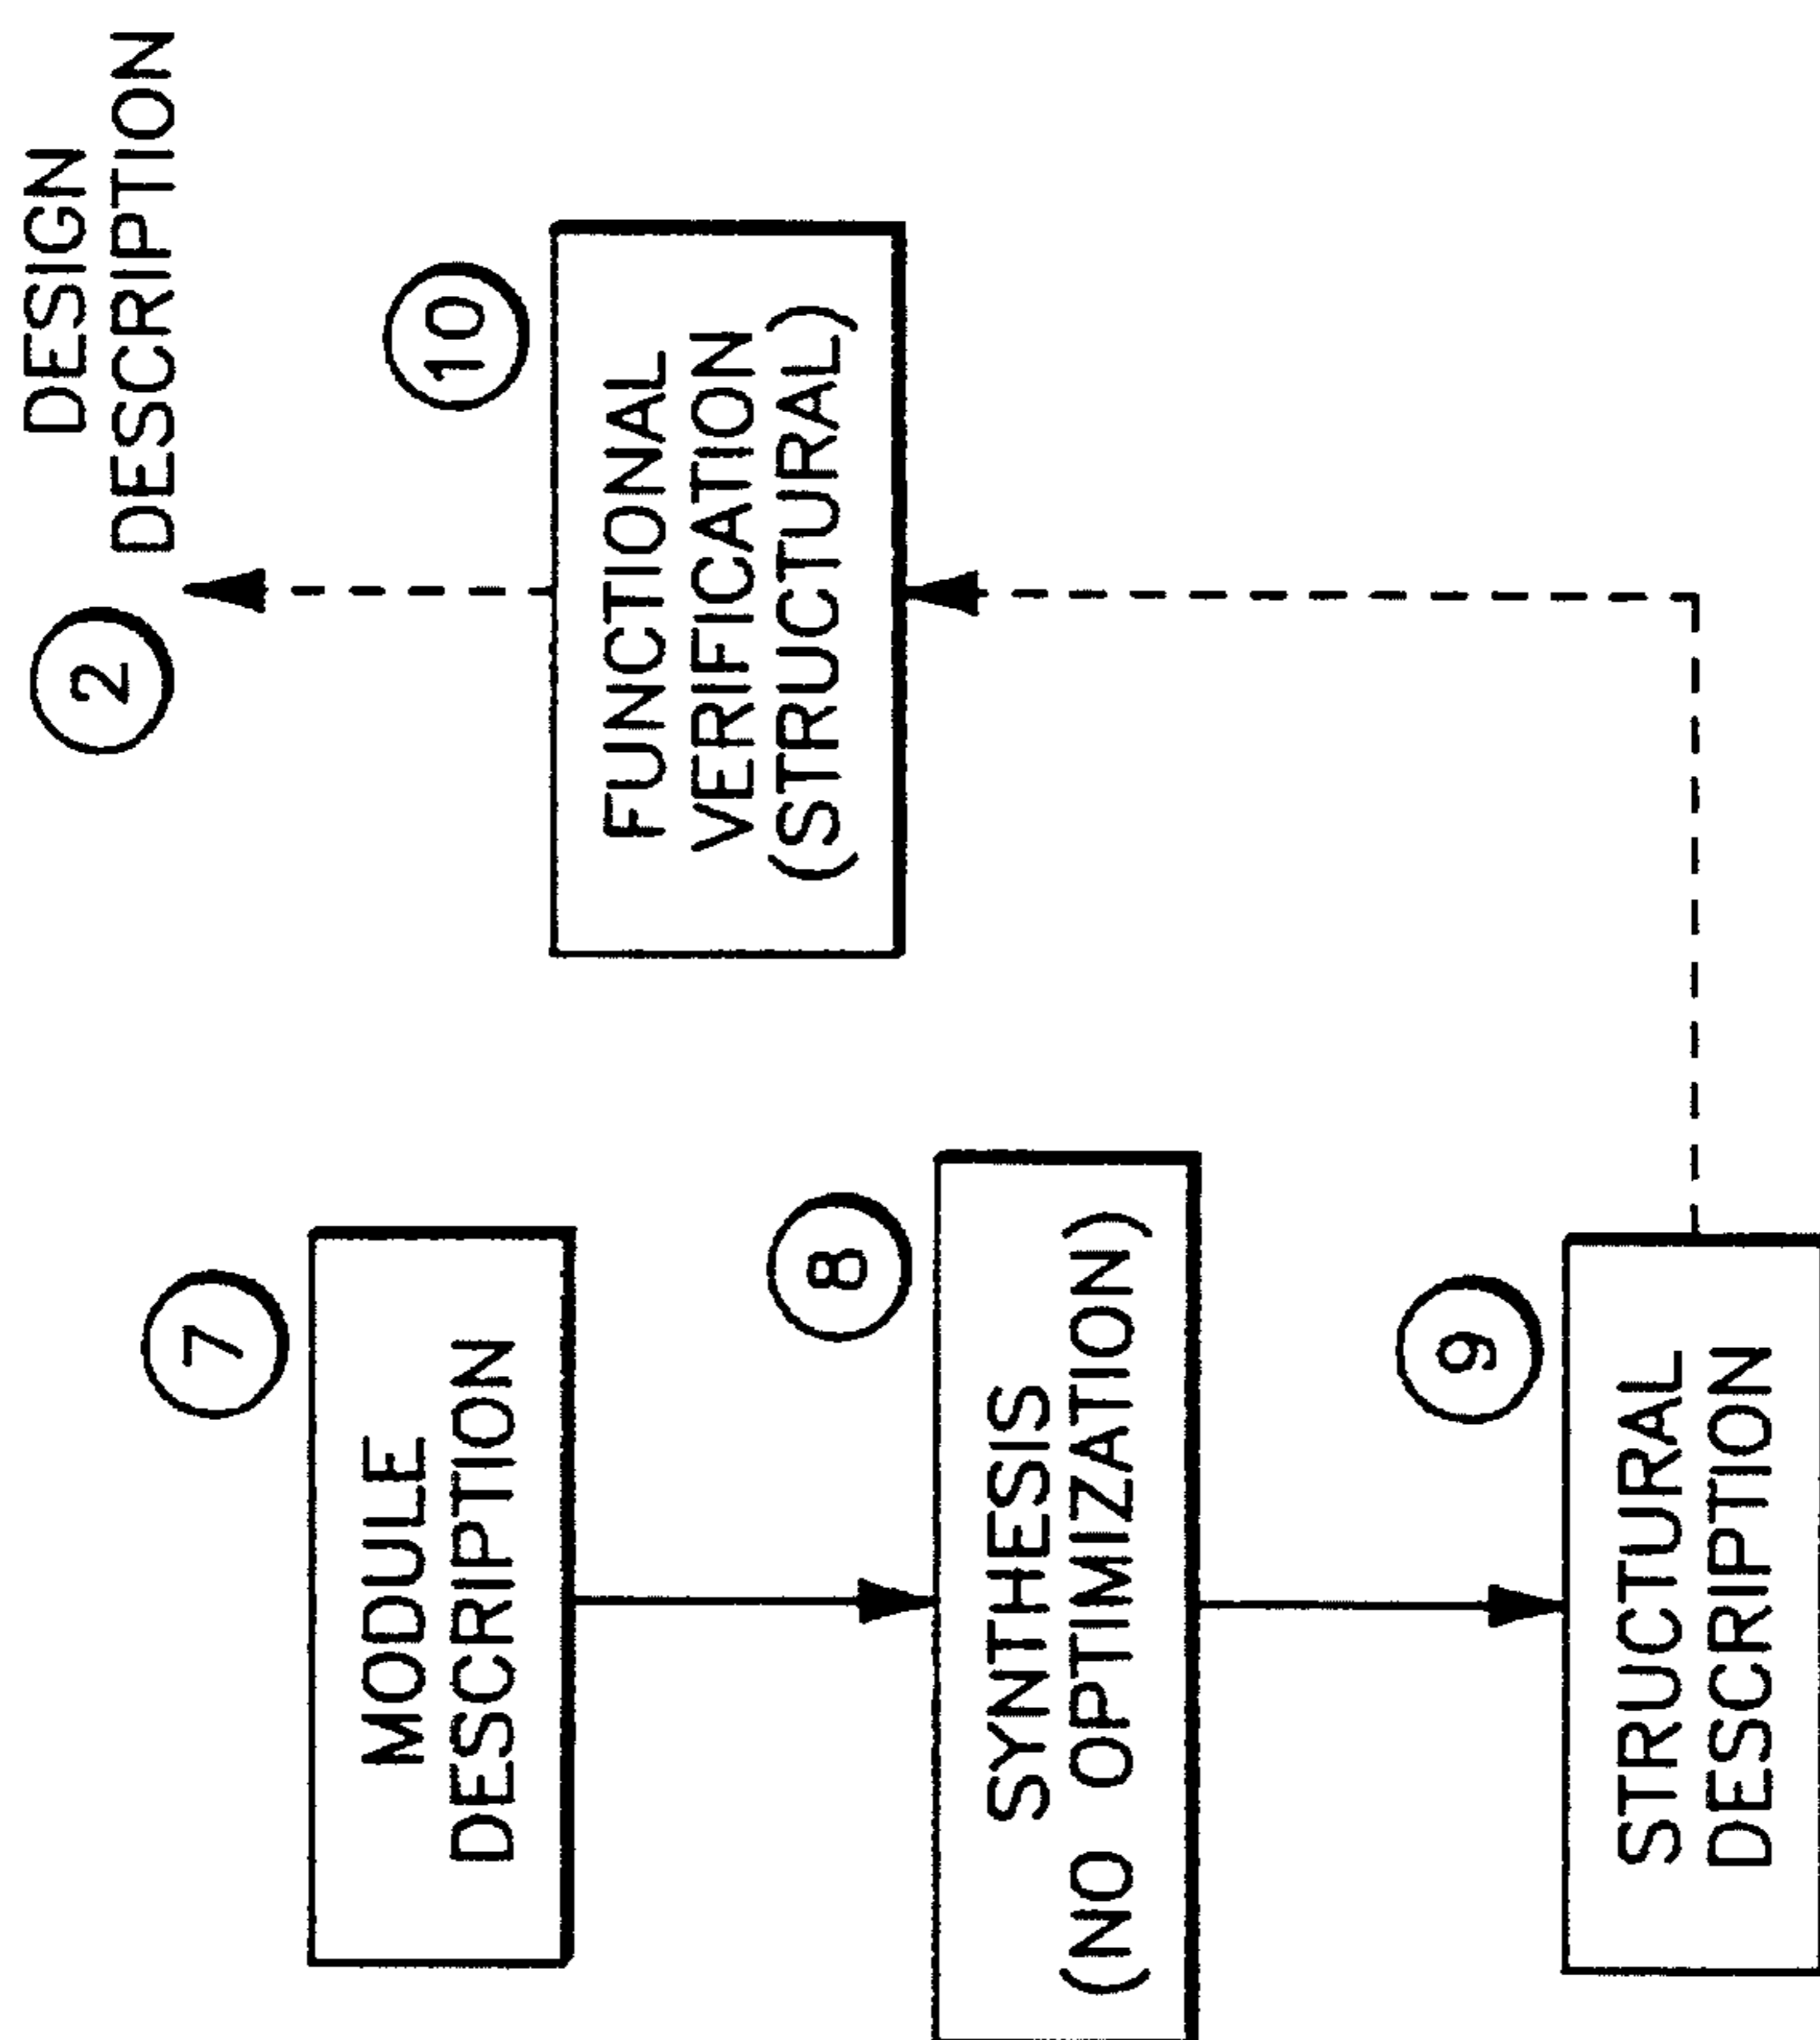 2
DESIGN
DESCRIPTION
10
FUNCTIONAL
VERIFICATION
(STRUCTURAL)
7
MODULE
DESCRIPTION
8
SYNTHESIS
(NO OPTIMIZATION)
9
STRUCTURAL
DESCRIPTION